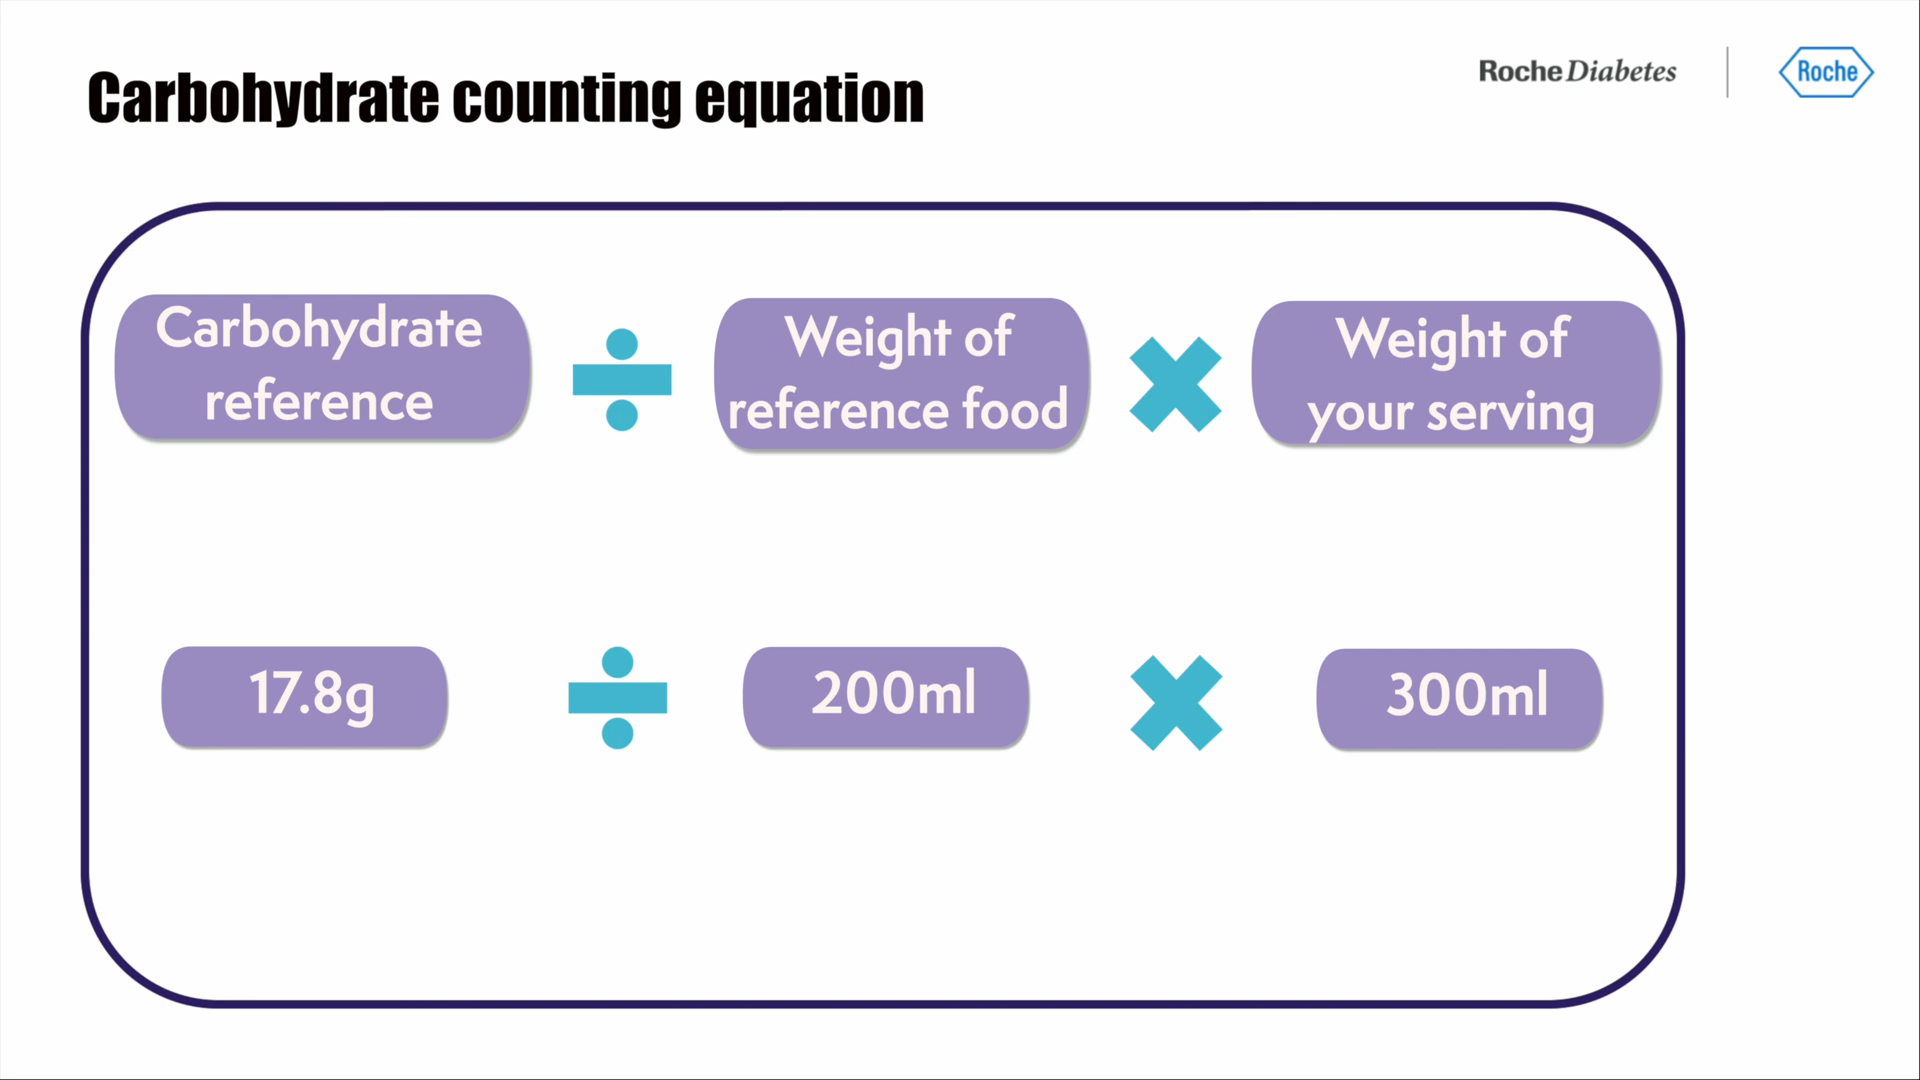 Carbohydrate counting equation
Roche Diabetes
Roche
Carbohydrate
reference
÷
Weight of
reference food
×
Weight of
your serving
17.8g
÷
200ml
×
300ml